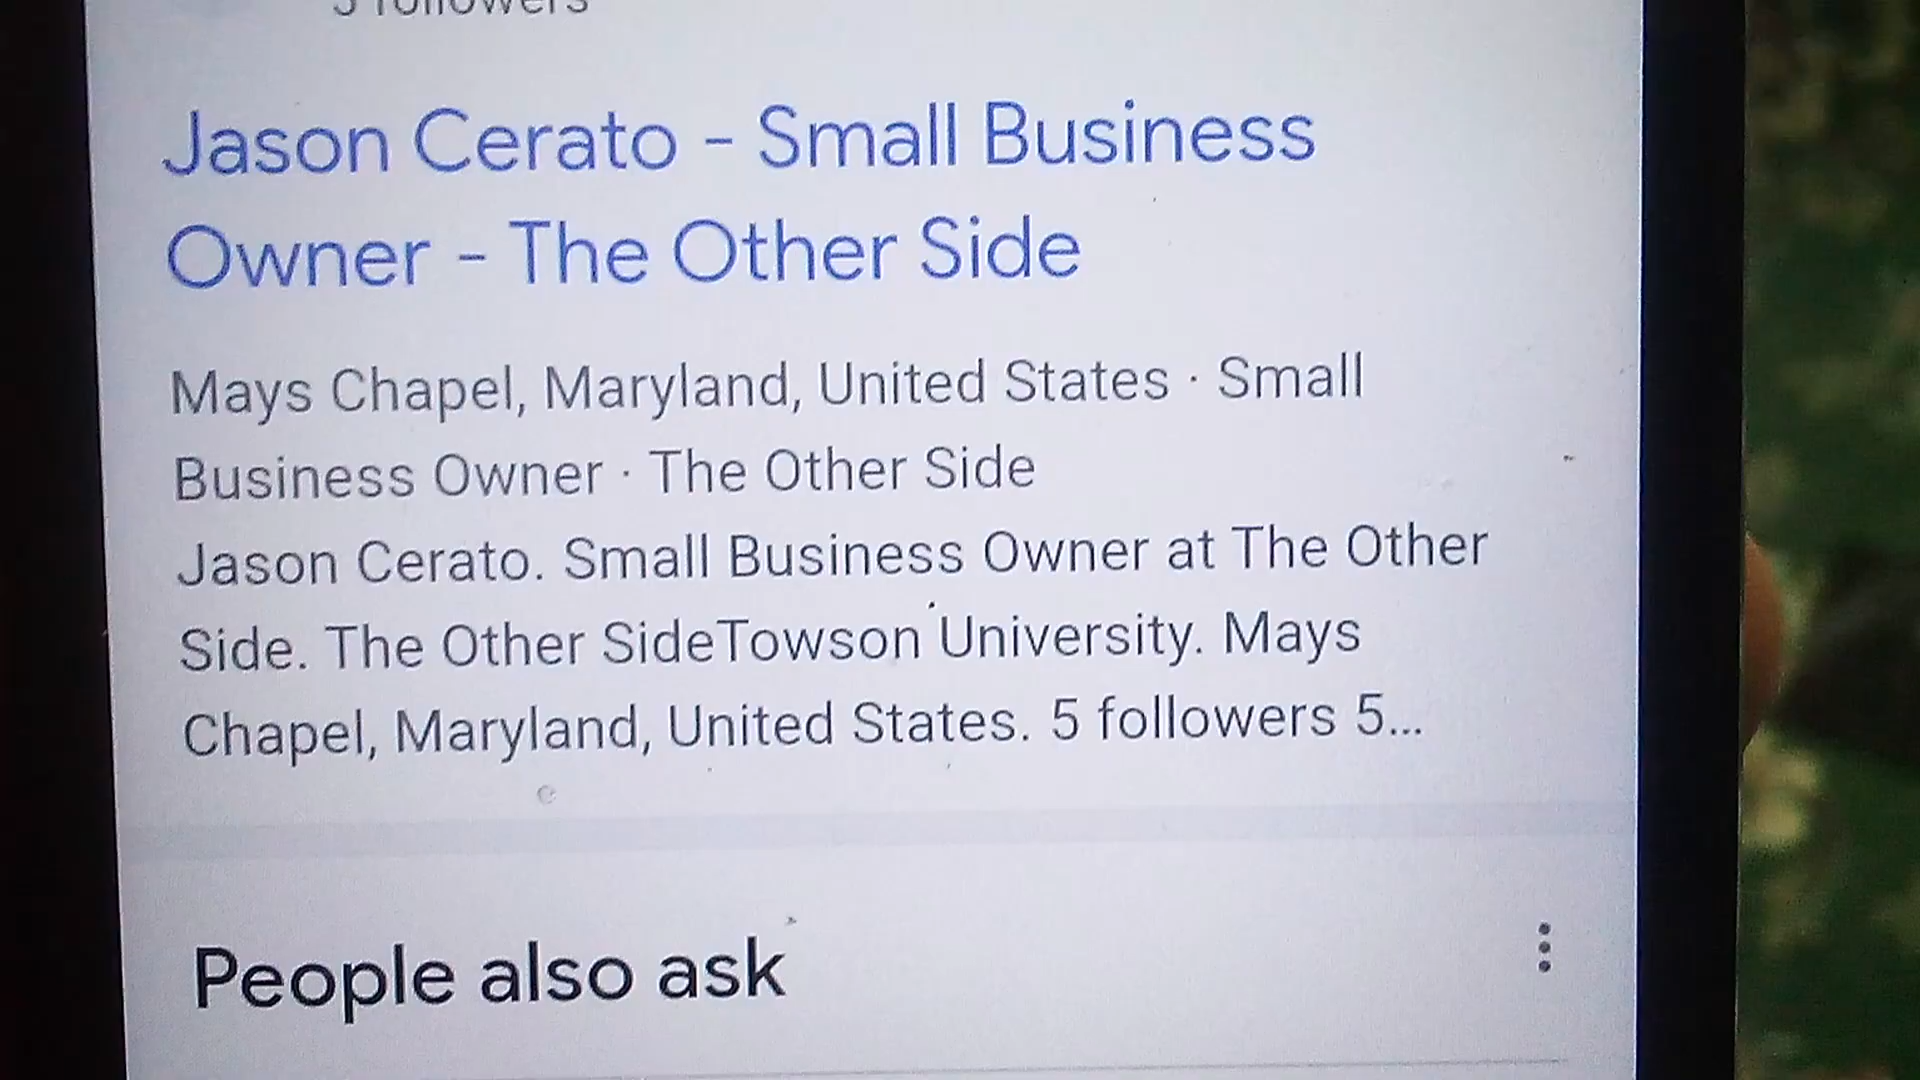 5 followers
Jason Cerato - Small Business
Owner - The Other Side
Mays Chapel, Maryland, United States · Small
Business Owner · The Other Side
Jason Cerato. Small Business Owner at The Other
Side. The Other SideTowson University. Mays
Chapel, Maryland, United States. 5 followers 5...
People also ask